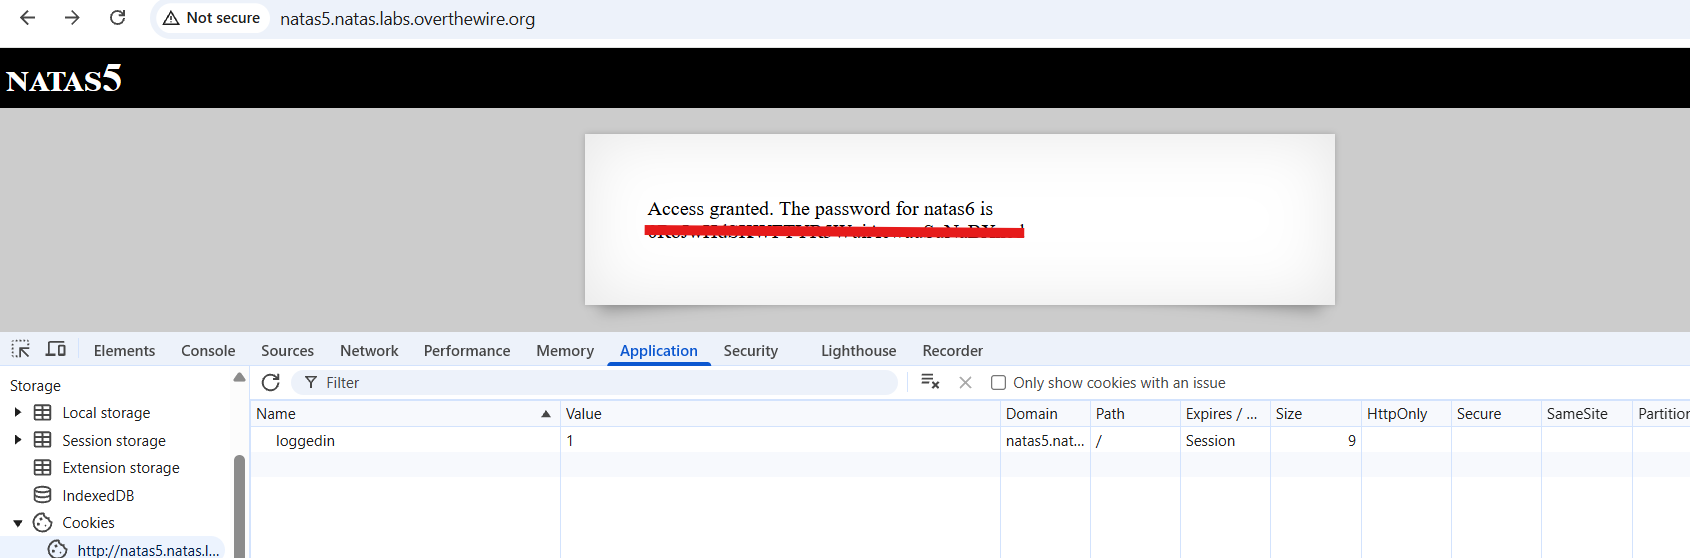 Not secure natas5.natas.labs.overthewire.org
NATAS5
Access granted. The password for natas6 is
Elements Console Sources Network Performance Memory Application Security Lighthouse Recorder
Storage
Filter Only show cookies with an issue
Local storage
Session storage
Extension storage
IndexedDB
Cookies
http://natas5.natas.l...
Name Value Domain Path Expires / ... Size HttpOnly Secure SameSite Partition
loggedin 1 natas5.nat... / Session 9